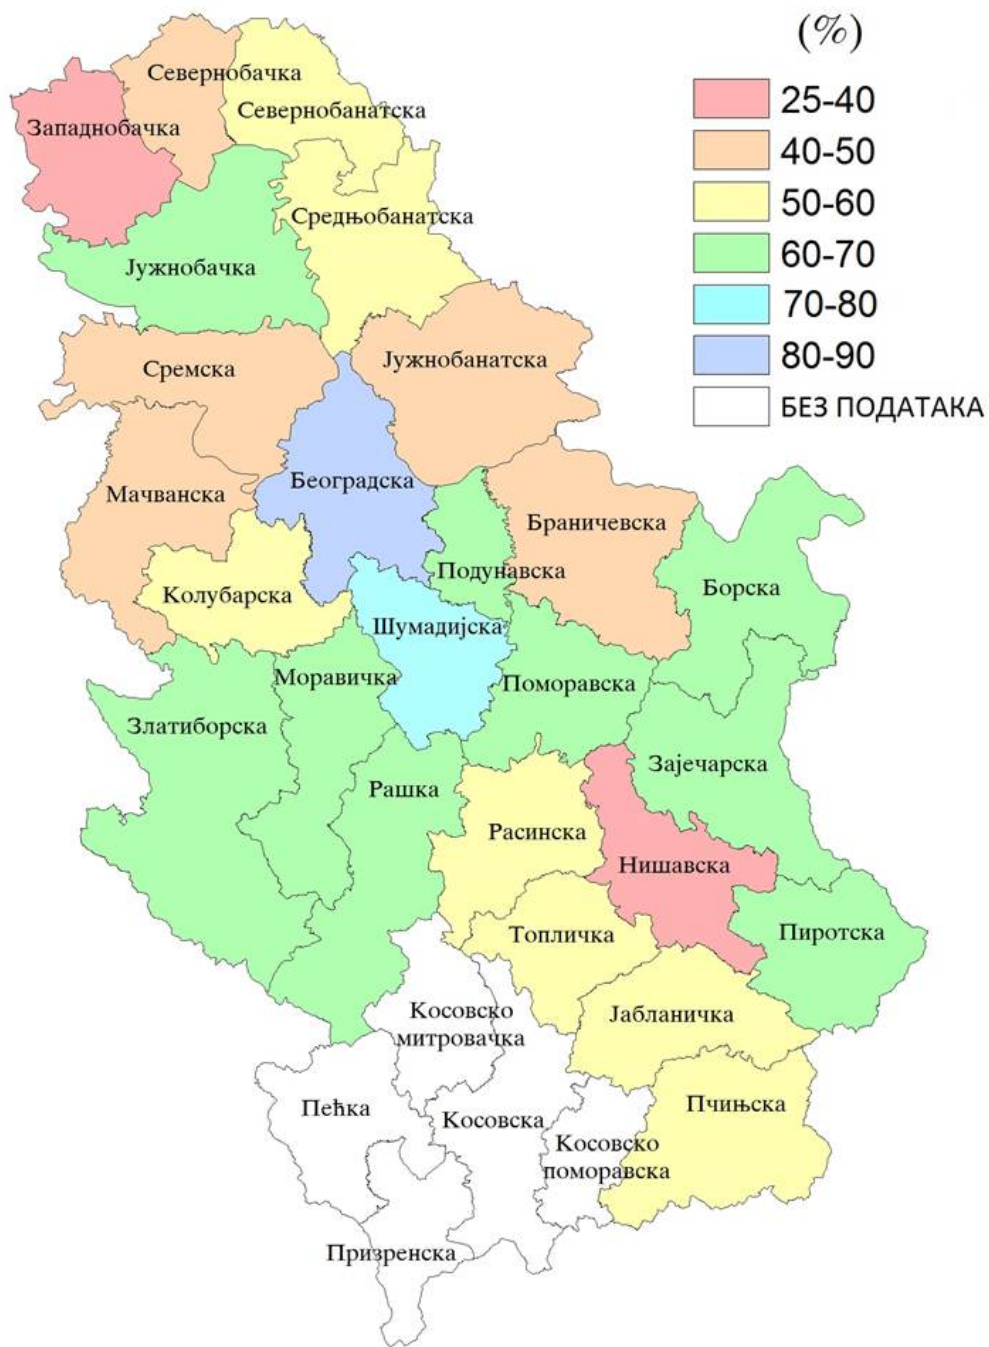 (%)
25-40
40-50
50-60
60-70
70-80
80-90
БЕЗ ПОДАТАКА
Севернобачка
Севернобанатска
Западнобачка
Средњобанатска
Јужнобачка
Јужнобанатска
Сремска
Београдска
Мачванска
Браничевска
Подунавска
Борска
Колубарска
Шумадијска
Моравичка
Поморавска
Златиборска
Зајечарска
Рашка
Расинска
Нишавска
Топличка
Пиротска
Косовско
митровачка
Јабланичка
Пећка
Косовска
Пчињска
Косовско
поморавска
Призренска